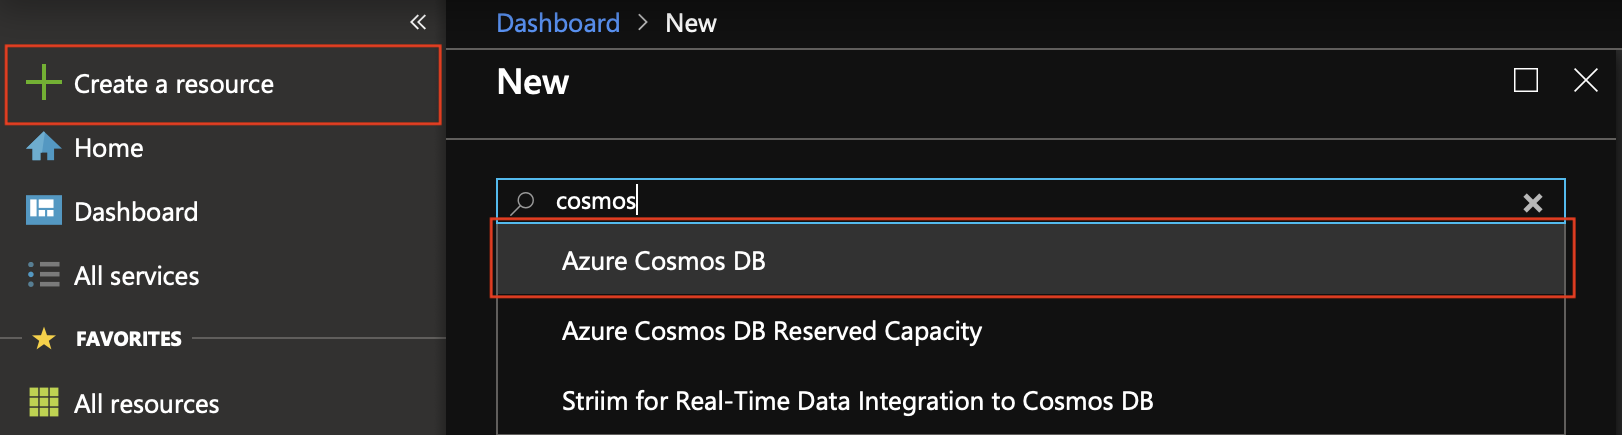 Create a resource
Home
Dashboard
All services
FAVORITES
All resources
Dashboard > New
New
cosmos
Azure Cosmos DB
Azure Cosmos DB Reserved Capacity
Striim for Real-Time Data Integration to Cosmos DB